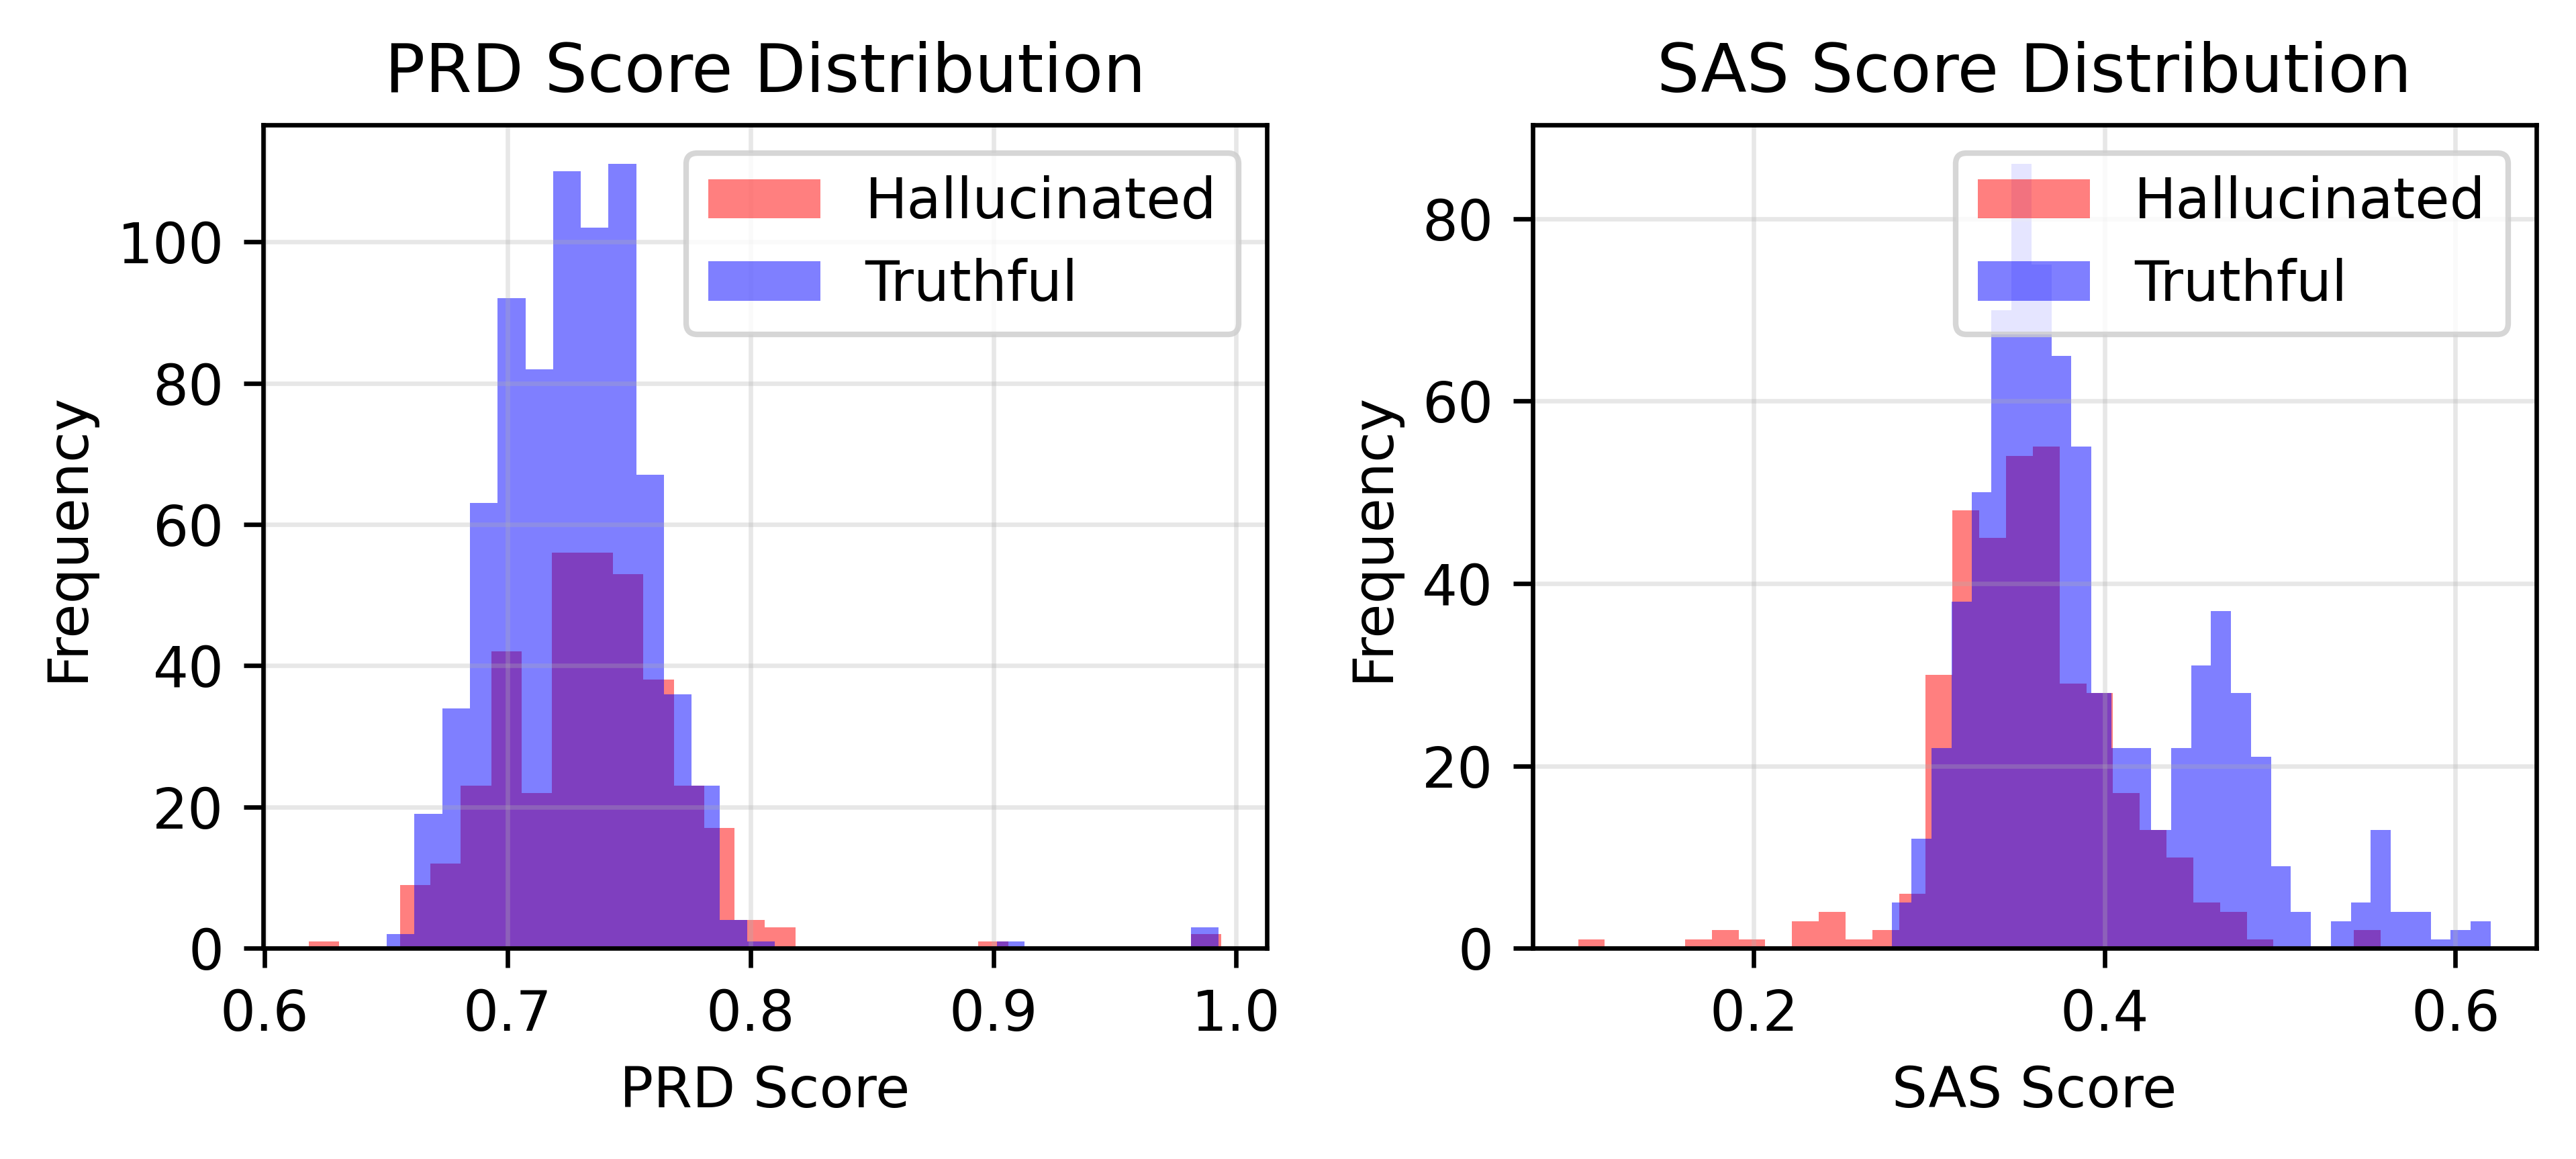 PRD Score Distribution
Hallucinated
Truthful
Frequency
100
80
60
40
20
0
0.6 0.7 0.8 0.9 1.0
PRD Score
SAS Score Distribution
Hallucinated
Truthful
Frequency
80
60
40
20
0
0.2 0.4 0.6
SAS Score